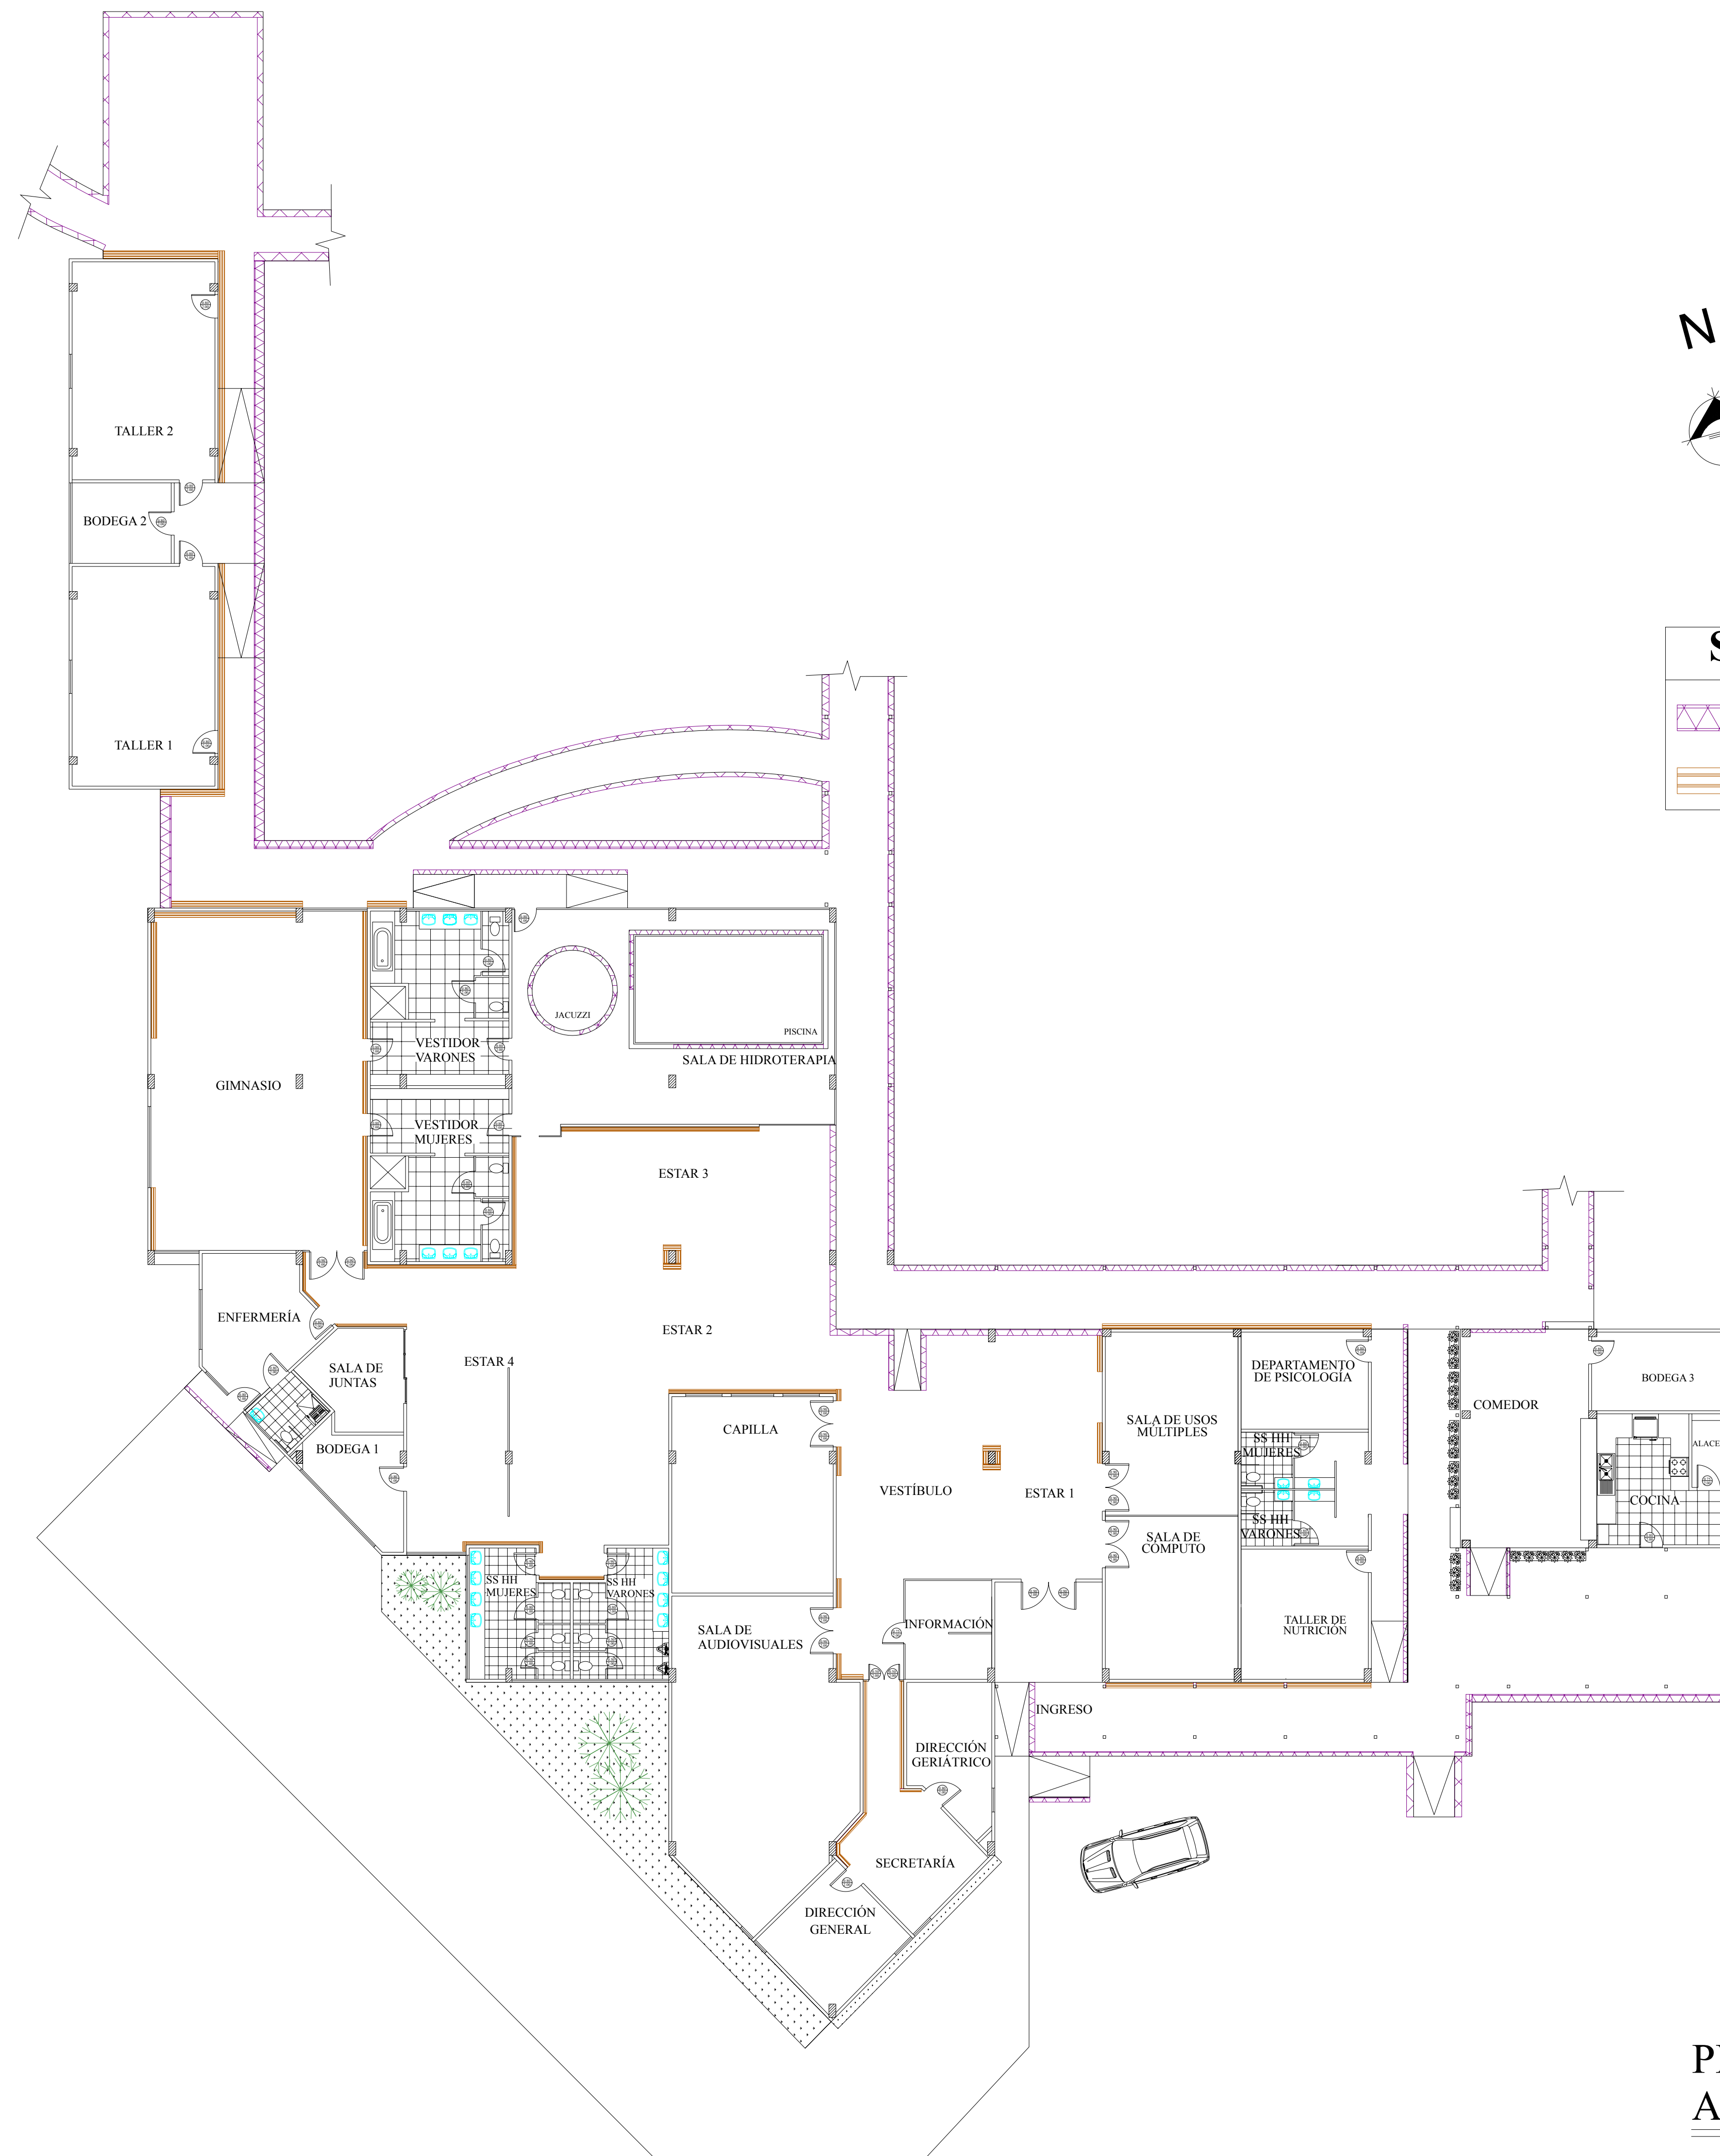 N
TALLER 2
BODEGA 2
TALLER 1
JACUZZI
PISCINA
SALA DE HIDROTERAPIA
VESTIDOR
VARONES
GIMNASIO
VESTIDOR
MUJERES
ESTAR 3
ENFERMERÍA
ESTAR 2
ESTAR 4
SALA DE
JUNTAS
BODEGA 1
CAPILLA
VESTÍBULO
ESTAR 1
SALA DE USOS
MÚLTIPLES
DEPARTAMENTO
DE PSICOLOGÍA
SS HH
MUJERES
SS HH
VARONES
SALA DE
CÓMPUTO
TALLER DE
NUTRICIÓN
COMEDOR
BODEGA 3
ALACE
COCINA
SS HH
MUJERES
SS HH
VARONES
SALA DE
AUDIOVISUALES
INFORMACIÓN
INGRESO
DIRECCIÓN
GERIÁTRICO
SECRETARÍA
DIRECCIÓN
GENERAL
A